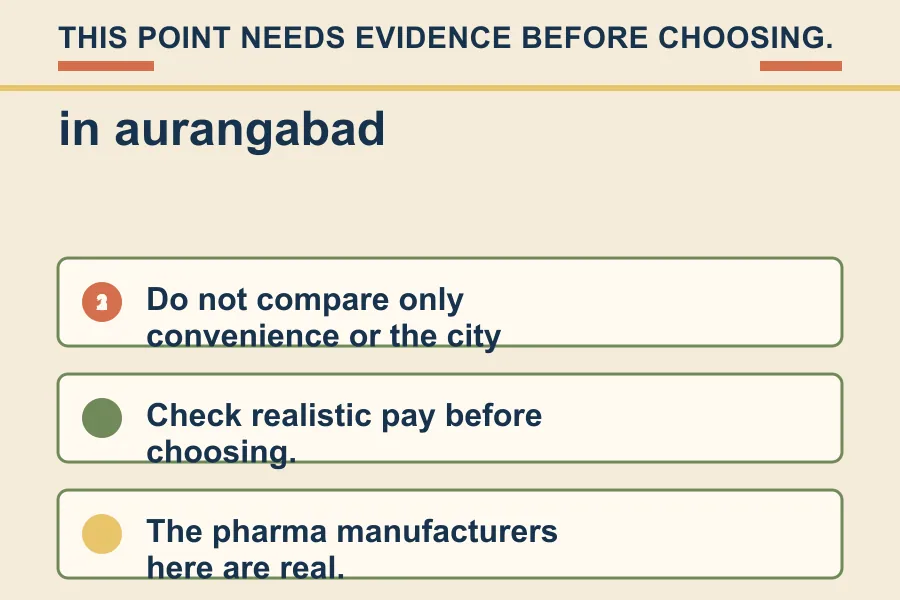 THIS POINT NEEDS EVIDENCE BEFORE CHOOSING.
in aurangabad
Do not compare only
convenience or the city
Check realistic pay before
choosing.
The pharma manufacturers
here are real.